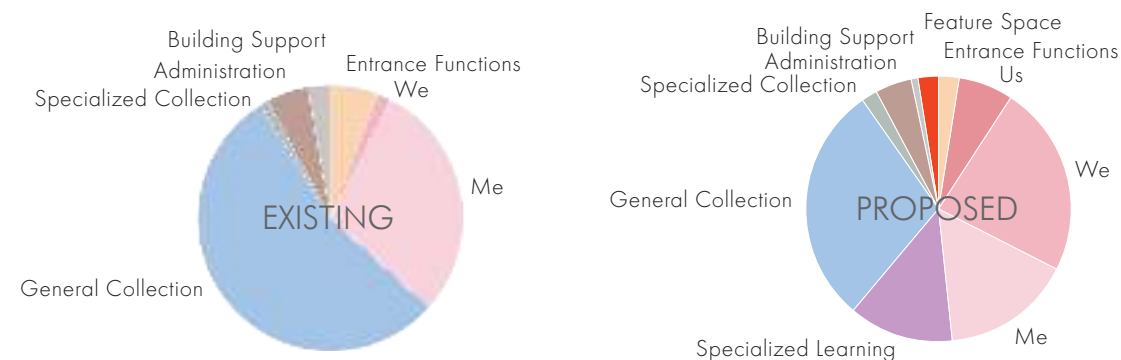 Building Support
Administration
Specialized Collection
Entrance Functions
We
Me
EXISTING
General Collection
Feature Space
Building Support
Entrance Functions
Administration
Us
Specialized Collection
We
General Collection
PROPOSED
Me
Specialized Learning